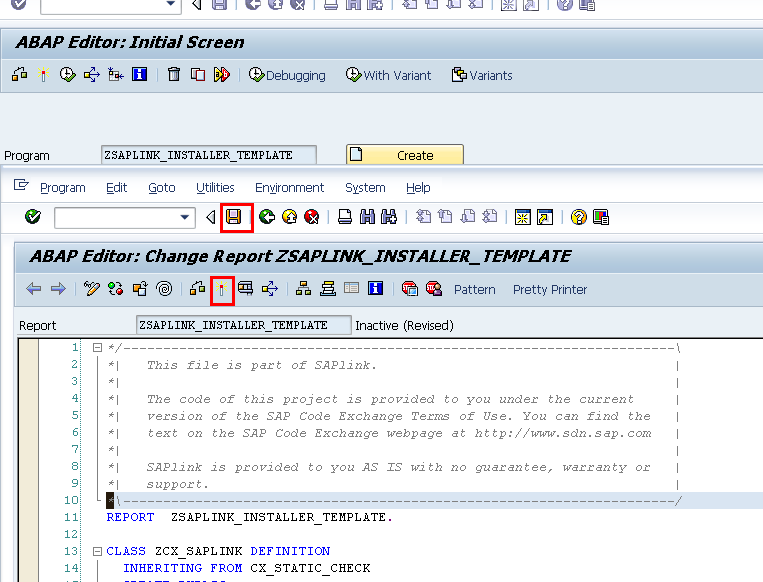 ABAP Editor: Initial Screen
Debugging With Variant Variants
Program ZSAPLINK_INSTALLER_TEMPLATE Create
Program Edit Goto Utilities Environment System Help
ABAP Editor: Change Report ZSAPLINK_INSTALLER_TEMPLATE
Pattern Pretty Printer
Report ZSAPLINK_INSTALLER_TEMPLATE Inactive (Revised)
1 */---------------------------------------------------------------------\
2 *| This file is part of SAPlink. |
3 *| |
4 *| The code of this project is provided to you under the current |
5 *| version of the SAP Code Exchange Terms of Use. You can find the |
6 *| text on the SAP Code Exchange webpage at http://www.sdn.sap.com |
7 *| |
8 *| SAPlink is provided to you AS IS with no guarantee, warranty or |
9 *| support. |
10 *\---------------------------------------------------------------------/
11 REPORT ZSAPLINK_INSTALLER_TEMPLATE.
12
13 CLASS ZCX_SAPLINK DEFINITION
14 INHERITING FROM CX_STATIC_CHECK